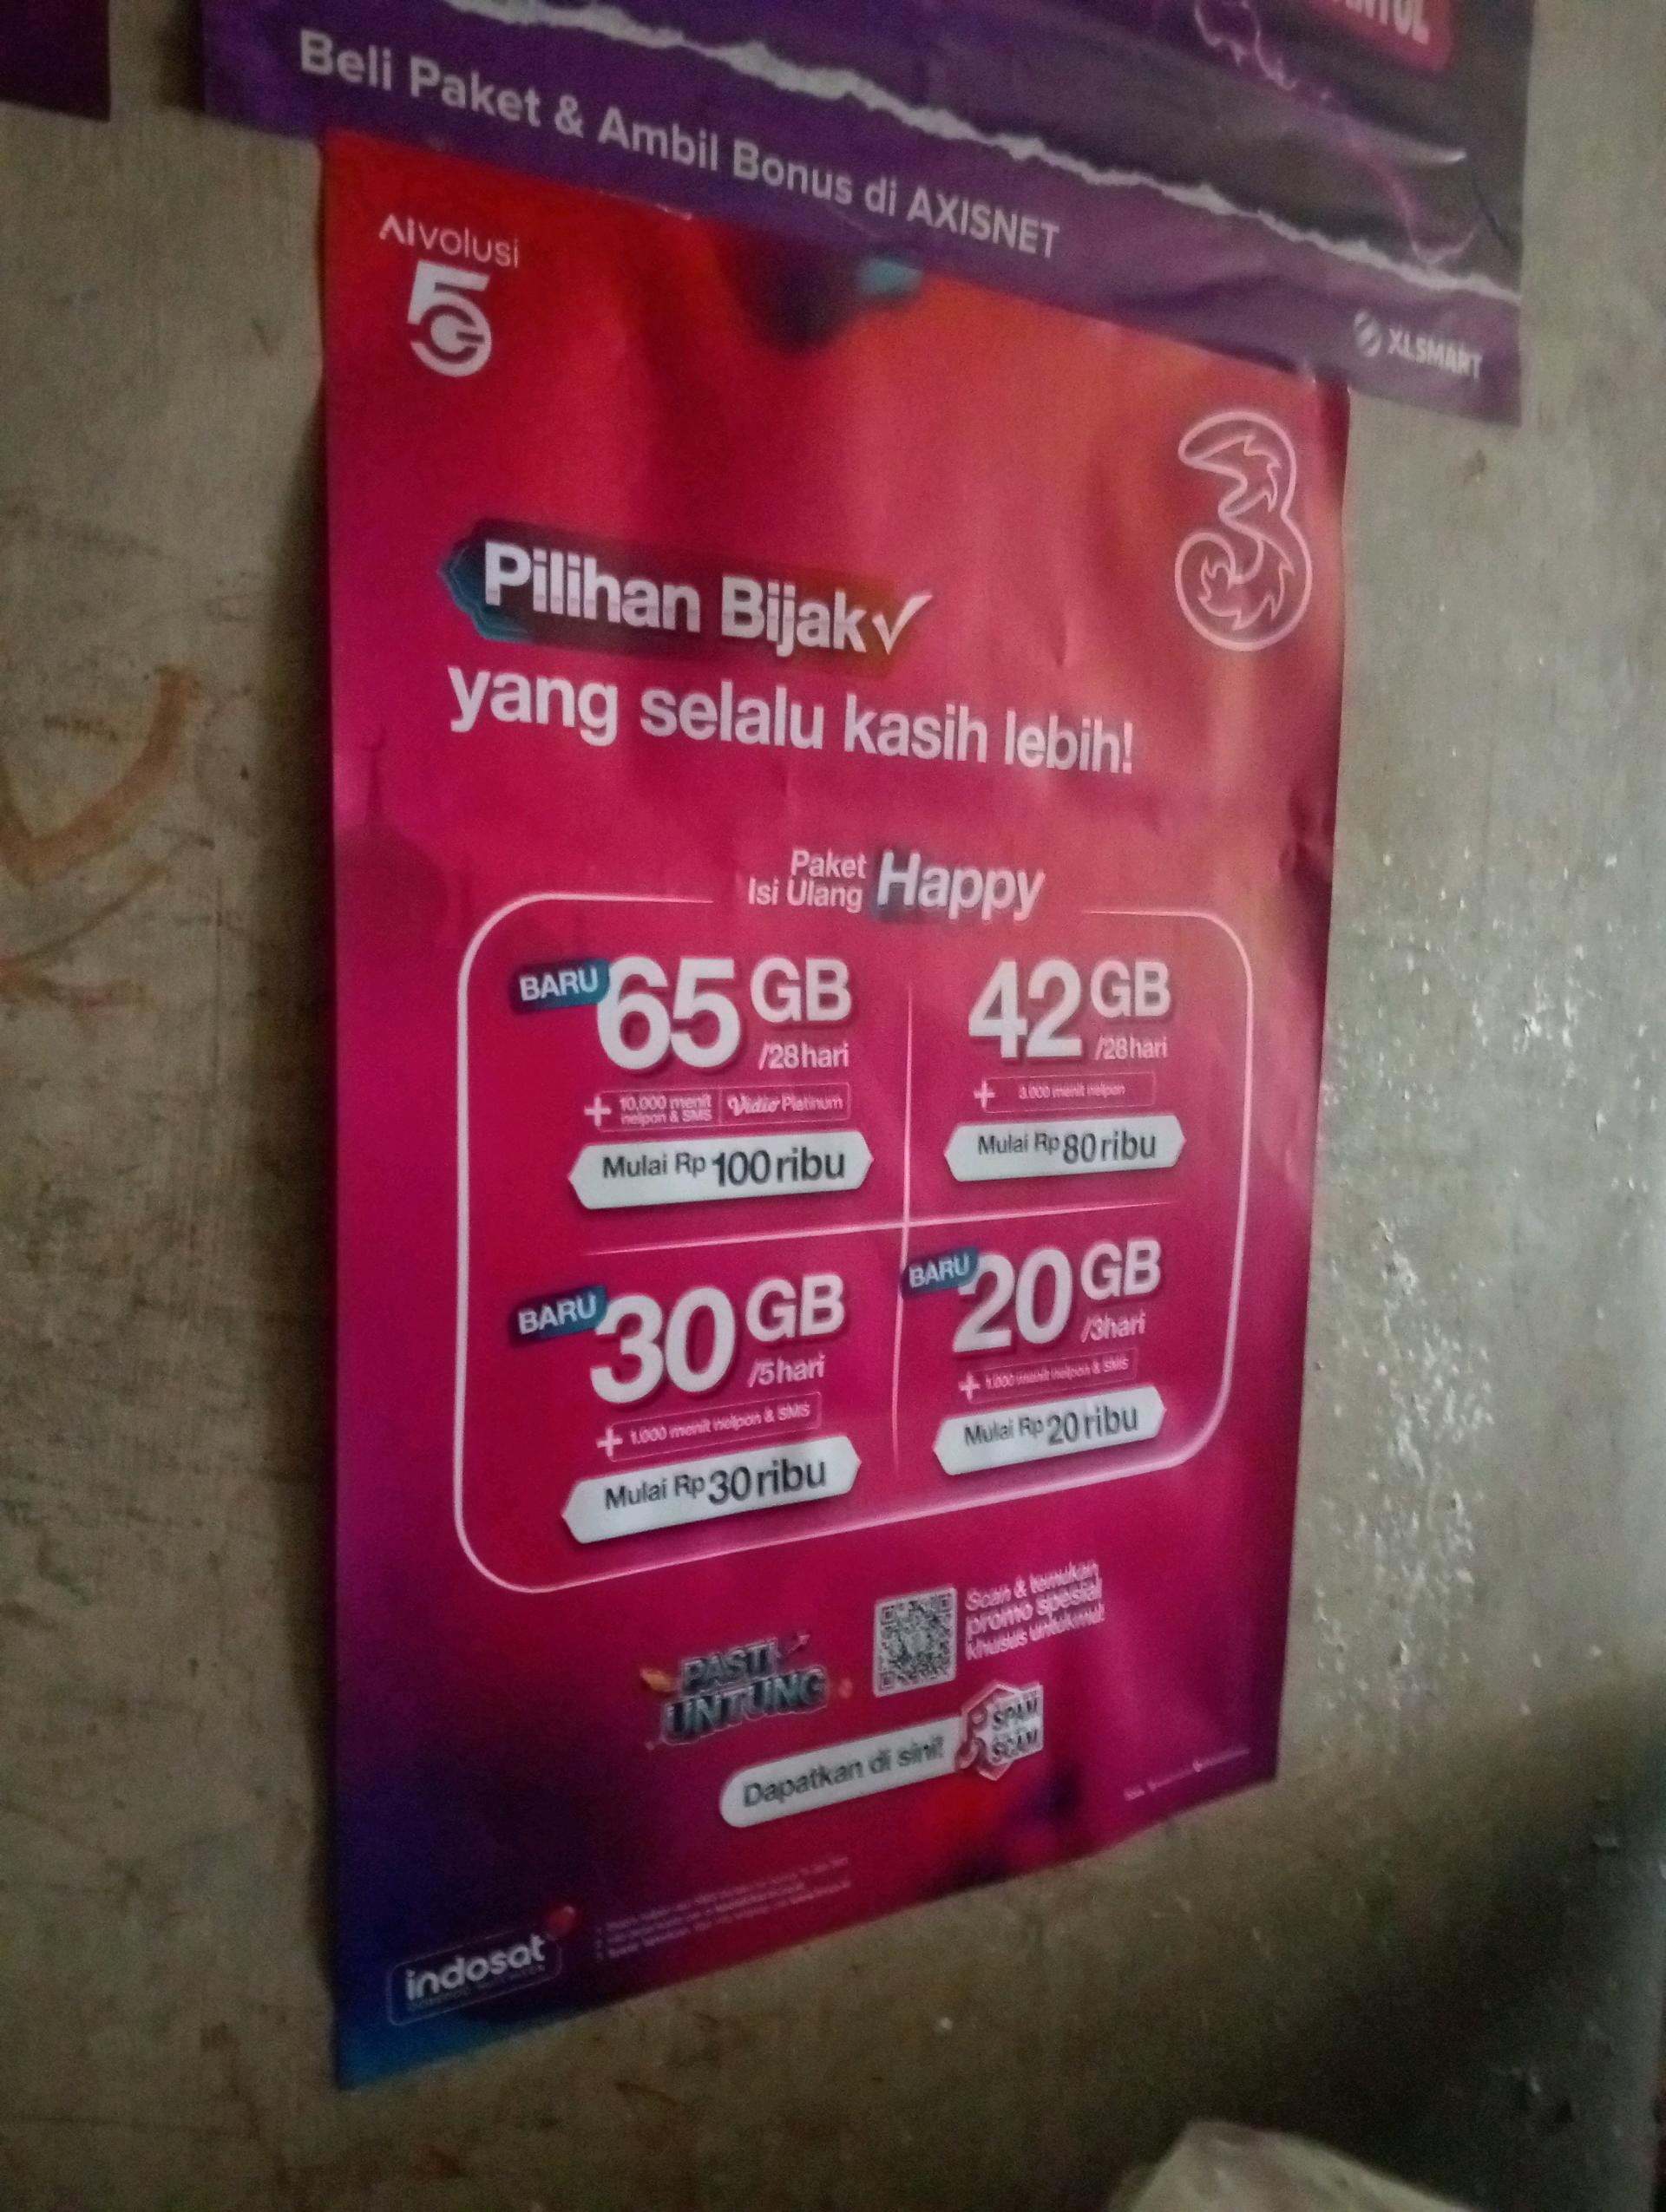 NTUL
Beli Paket & Ambil Bonus di AXISNET
XLSMART
AIVOLUSI
5G
3
Pilihan Bijak✓
yang selalu kasih lebih!
Paket
Isi Ulang Happy
BARU 65 GB
/28hari
+ 10.000 menit
nelpon & SMS
Vidio Platinum
Mulai Rp 100 ribu
42 GB
/28hari
+ 3.000 menit nelpon
Mulai Rp 80 ribu
BARU 30 GB
/5hari
+ 1.000 menit nelpon & SMS
Mulai Rp 30 ribu
BARU 20 GB
/3hari
+ 1.000 menit nelpon & SMS
Mulai Rp 20 ribu
PASTI
UNTUNG
Scan & temukan
promo spesial
khusus untukmu!
Dapatkan di sini!
SPAM
SCAM
indosat